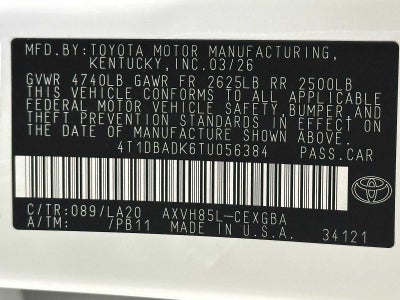 MFD.BY:TOYOTA MOTOR MANUFACTURING,
KENTUCKY,INC.03/26
GVWR 4740LB GAWR FR 2625LB RR 2500LB
THIS VEHICLE CONFORMS TO ALL APPLICABLE
FEDERAL MOTOR VEHICLE SAFETY, BUMPER, AND
THEFT PREVENTION STANDARDS IN EFFECT ON THE
DATE OF MANUFACTURE SHOWN ABOVE.
4T1DBADK6TU056384 PASS.CAR
C/TR:089/LA20 AXVH85L-CEXGBA
A/TM: /PB11 MADE IN U.S.A. 34121
TOYOTA